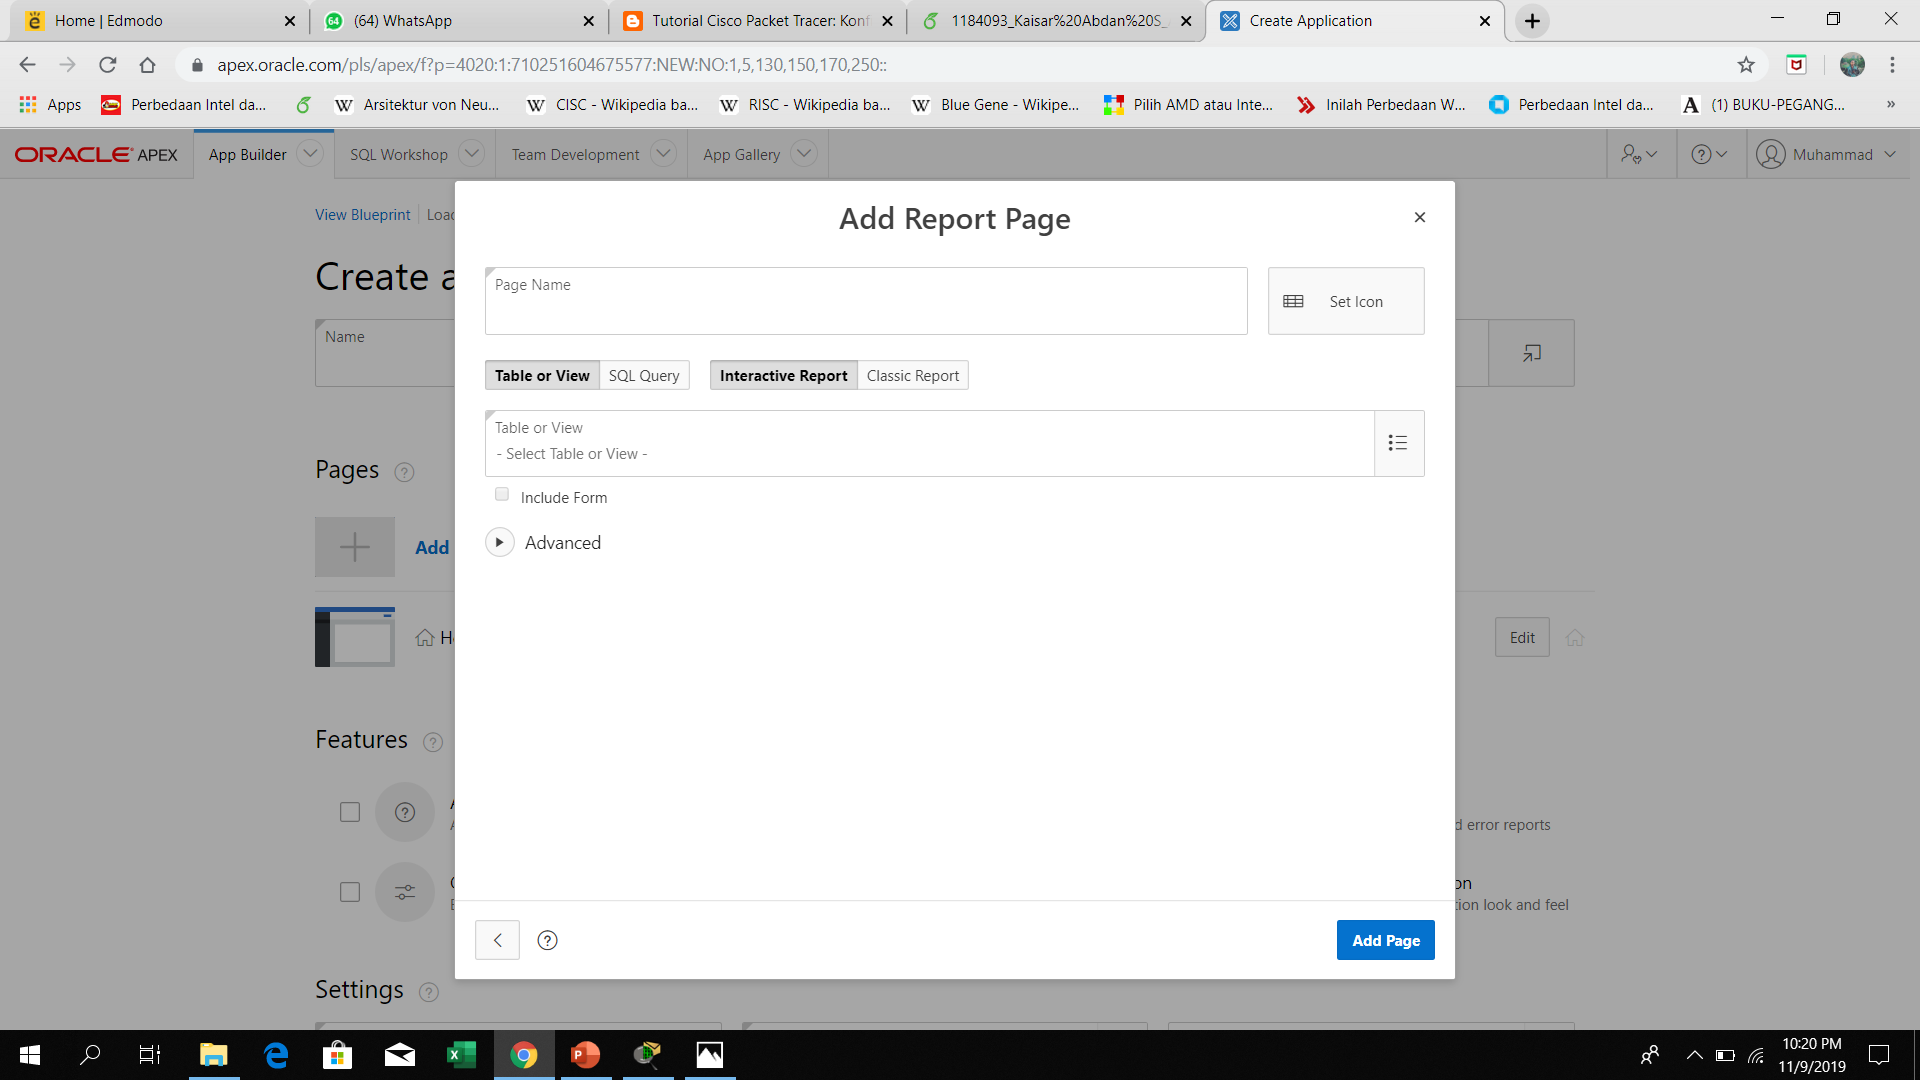 Home | Edmodo
(64) WhatsApp
Tutorial Cisco Packet Tracer: Konf
1184093_Kaisar%20Abdan%20S_
Create Application
apex.oracle.com/pls/apex/f?p=4020:1:710251604675577:NEW:NO:1,5,130,150,170,250::
Apps
Perbedaan Intel da...
Arsitektur von Neu...
CISC - Wikipedia ba...
RISC - Wikipedia ba...
Blue Gene - Wikipe...
Pilih AMD atau Inte...
Inilah Perbedaan W...
Perbedaan Intel da...
(1) BUKU-PEGANG...
»
ORACLE APEX
App Builder
SQL Workshop
Team Development
App Gallery
Muhammad
View Blueprint
Load
Add Report Page
Create a
Name
Page Name
Set Icon
Table or View
SQL Query
Interactive Report
Classic Report
Table or View
- Select Table or View -
Include Form
Advanced
Pages
Add
Edit
Features
d error reports
on
tion look and feel
Add Page
Settings
10:20 PM
11/9/2019